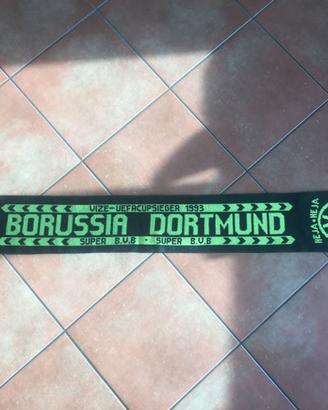 VIZE-UEFACUPSIEGER 1993
BORUSSIA DORTMUND
SUPER B.V.B - SUPER B.V.B
HEJA • HEJA